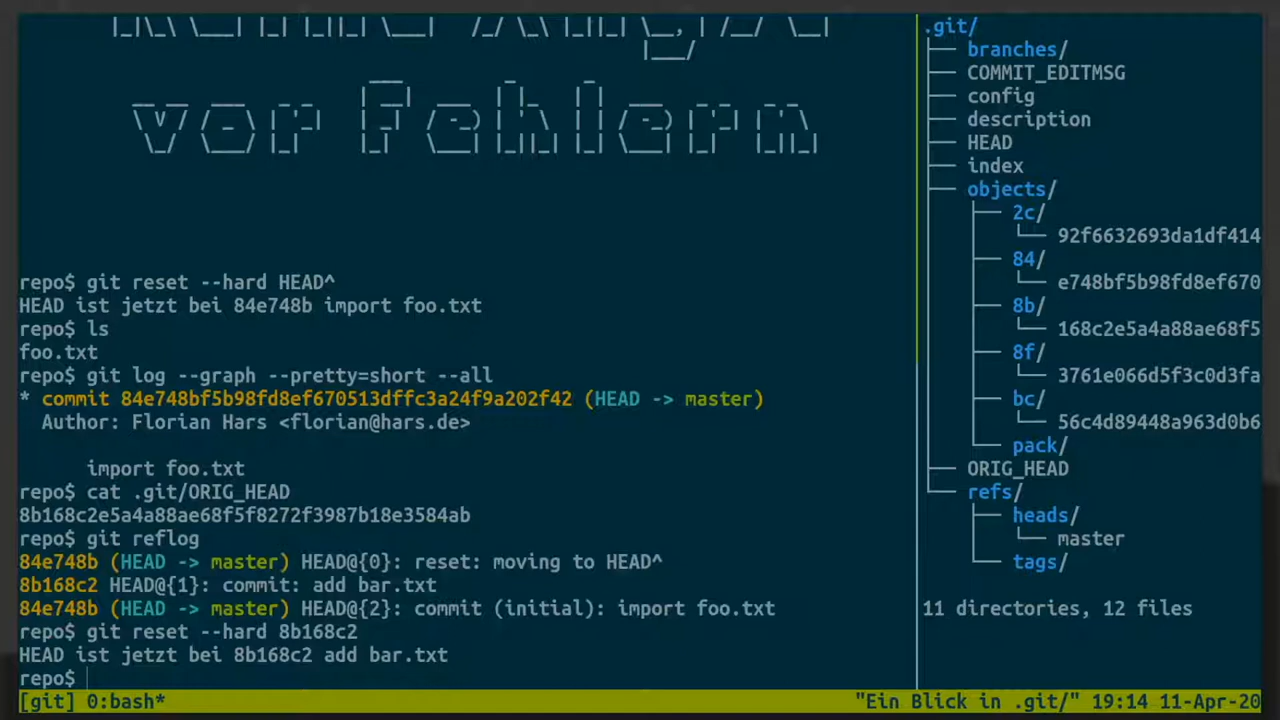 Keine Angst
vor Fehlern
repo$ git reset --hard HEAD^
HEAD ist jetzt bei 84e748b import foo.txt
repo$ ls
foo.txt
repo$ git log --graph --pretty=short --all
* commit 84e748bf5b98fd8ef670513dffc3a24f9a202f42 (HEAD -> master)
Author: Florian Hars <florian@hars.de>
import foo.txt
repo$ cat .git/ORIG_HEAD
8b168c2e5a4a88ae68f5f8272f3987b18e3584ab
repo$ git reflog
84e748b (HEAD -> master) HEAD@{0}: reset: moving to HEAD^
8b168c2 HEAD@{1}: commit: add bar.txt
84e748b (HEAD -> master) HEAD@{2}: commit (initial): import foo.txt
repo$ git reset --hard 8b168c2
HEAD ist jetzt bei 8b168c2 add bar.txt
repo$
.git/
branches/
COMMIT_EDITMSG
config
description
HEAD
index
objects/
2c/
92f6632693da1df414
84/
e748bf5b98fd8ef670
8b/
168c2e5a4a88ae68f5
8f/
3761e066d5f3c0d3fa
bc/
56c4d89448a963d0b6
pack/
ORIG_HEAD
refs/
heads/
master
tags/
11 directories, 12 files
[git] 0:bash* "Ein Blick in .git/" 19:14 11-Apr-20